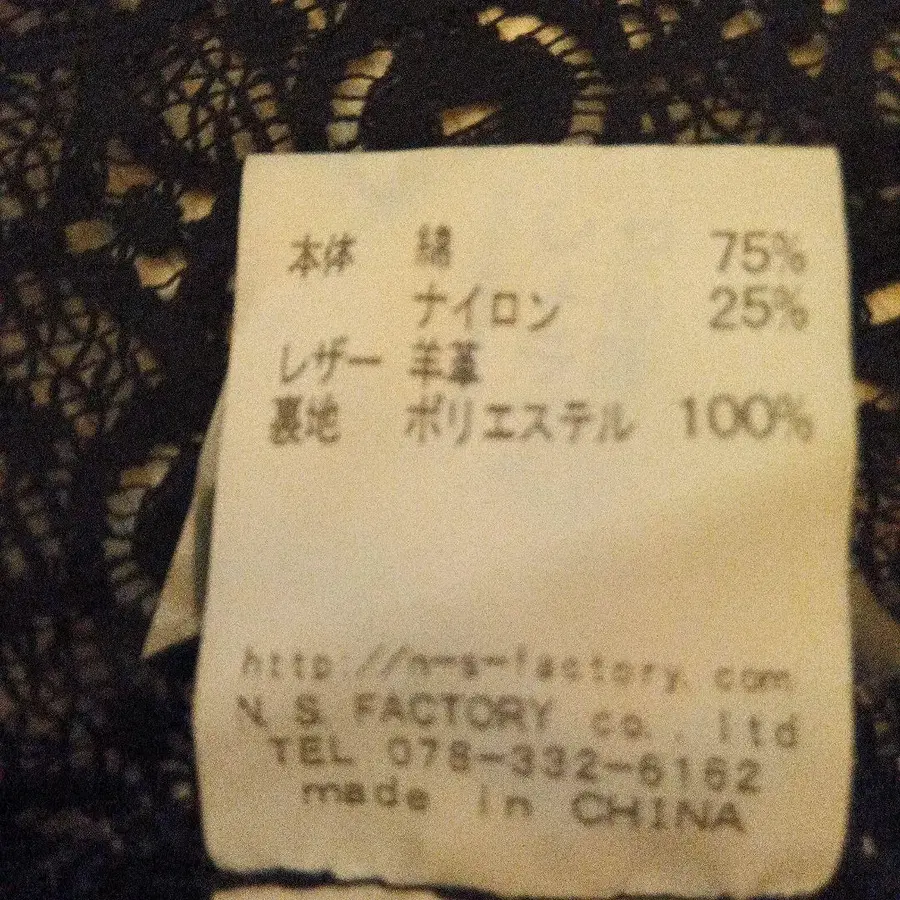 本体 綿 75%
ナイロン 25%
レザー 羊革
裏地 ポリエステル 100%
http://n-s-factory.com
N.S.FACTORY co.,ltd
TEL 078-332-6162
made in CHINA